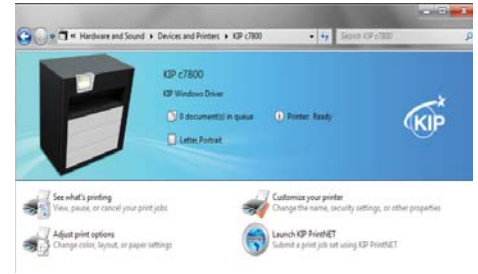 « Hardware and Sound ▸ Devices and Printers ▸ KIP c7800
Search KIP c7800
KIP c7800
KIP Windows Driver
0 document(s) in queue
Printer: Ready
Letter, Portrait
KIP
See what's printing
View, pause, or cancel your print jobs.
Customize your printer
Change the name, security settings, or other properties
Adjust print options
Change color, layout, or paper settings
Launch KIP PrintNET
Submit a print job set using KIP PrintNET